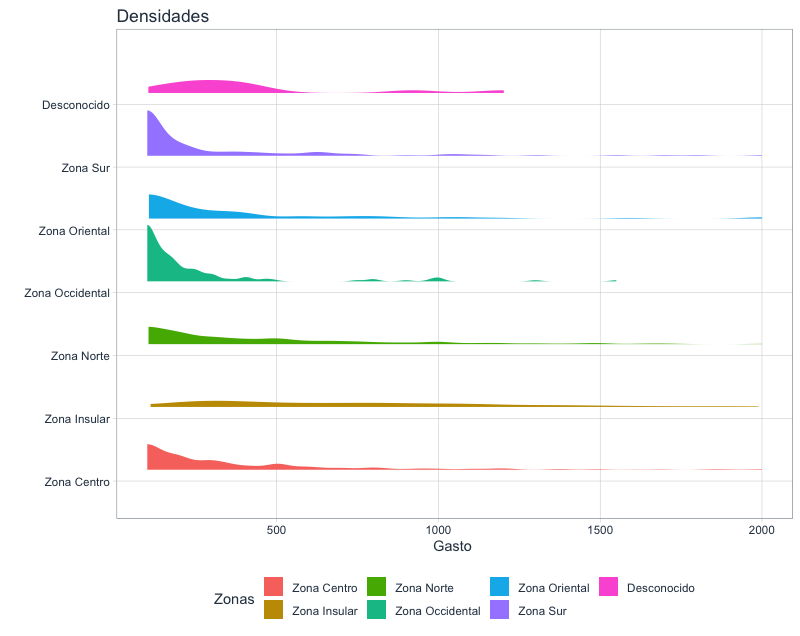 Densidades
Desconocido
Zona Sur
Zona Oriental
Zona Occidental
Zona Norte
Zona Insular
Zona Centro
500 1000 1500 2000
Gasto
Zonas
Zona Centro Zona Norte Zona Oriental Desconocido
Zona Insular Zona Occidental Zona Sur